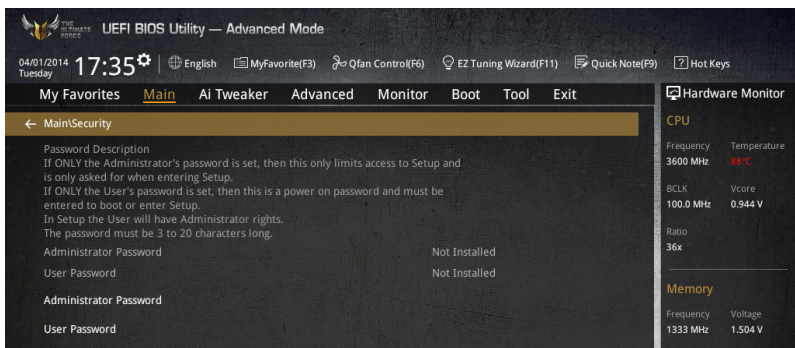 THE ULTIMATE FORCE
UEFI BIOS Utility — Advanced Mode
04/01/2014 Tuesday 17:35 English MyFavorite(F3) Qfan Control(F6) EZ Tuning Wizard(F11) Quick Note(F9) ? Hot Keys
My Favorites Main Ai Tweaker Advanced Monitor Boot Tool Exit
← Main\Security
Password Description
If ONLY the Administrator's password is set, then this only limits access to Setup and
is only asked for when entering Setup.
If ONLY the User's password is set, then this is a power on password and must be
entered to boot or enter Setup.
In Setup the User will have Administrator rights.
The password must be 3 to 20 characters long.
Administrator Password Not Installed
User Password Not Installed
Administrator Password
User Password
Hardware Monitor
CPU
Frequency Temperature
3600 MHz 88°C
BCLK Vcore
100.0 MHz 0.944 V
Ratio
36x
Memory
Frequency Voltage
1333 MHz 1.504 V